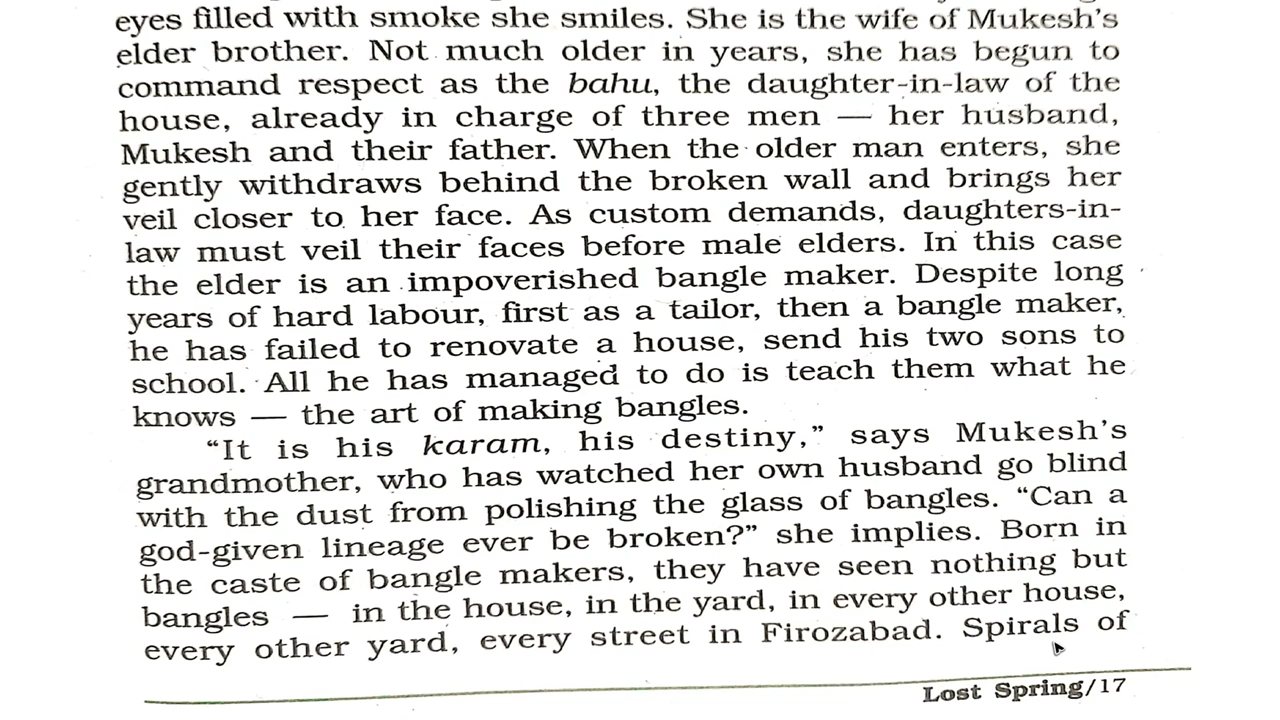 eyes filled with smoke she smiles. She is the wife of Mukesh's
elder brother. Not much older in years, she has begun to
command respect as the bahu, the daughter-in-law of the
house, already in charge of three men — her husband,
Mukesh and their father. When the older man enters, she
gently withdraws behind the broken wall and brings her
veil closer to her face. As custom demands, daughters-in-
law must veil their faces before male elders. In this case
the elder is an impoverished bangle maker. Despite long
years of hard labour, first as a tailor, then a bangle maker,
he has failed to renovate a house, send his two sons to
school. All he has managed to do is teach them what he
knows — the art of making bangles.
"It is his karam, his destiny," says Mukesh's
grandmother, who has watched her own husband go blind
with the dust from polishing the glass of bangles. "Can a
god-given lineage ever be broken?" she implies. Born in
the caste of bangle makers, they have seen nothing but
bangles — in the house, in the yard, in every other house,
every other yard, every street in Firozabad. Spirals of
Lost Spring/17